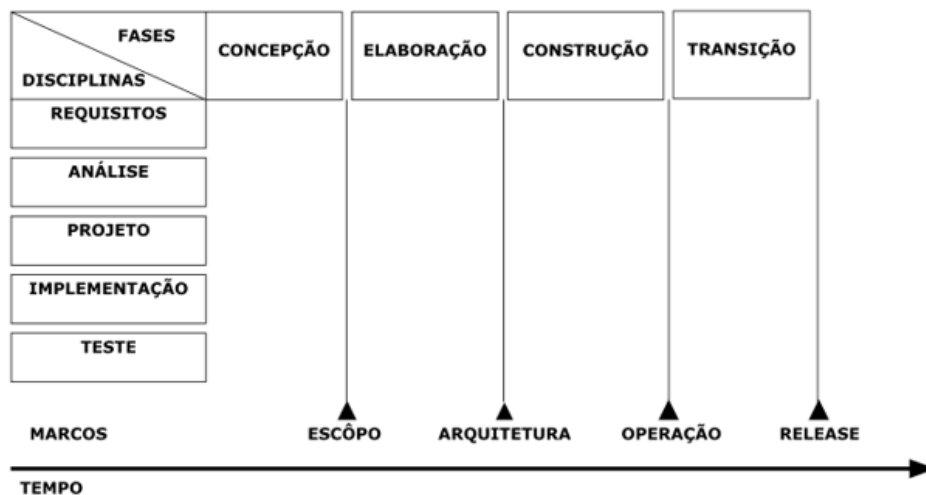 FASES
DISCIPLINAS
CONCEPÇÃO
ELABORAÇÃO
CONSTRUÇÃO
TRANSIÇÃO
REQUISITOS
ANÁLISE
PROJETO
IMPLEMENTAÇÃO
TESTE
MARCOS
ESCÔPO
ARQUITETURA
OPERAÇÃO
RELEASE
TEMPO